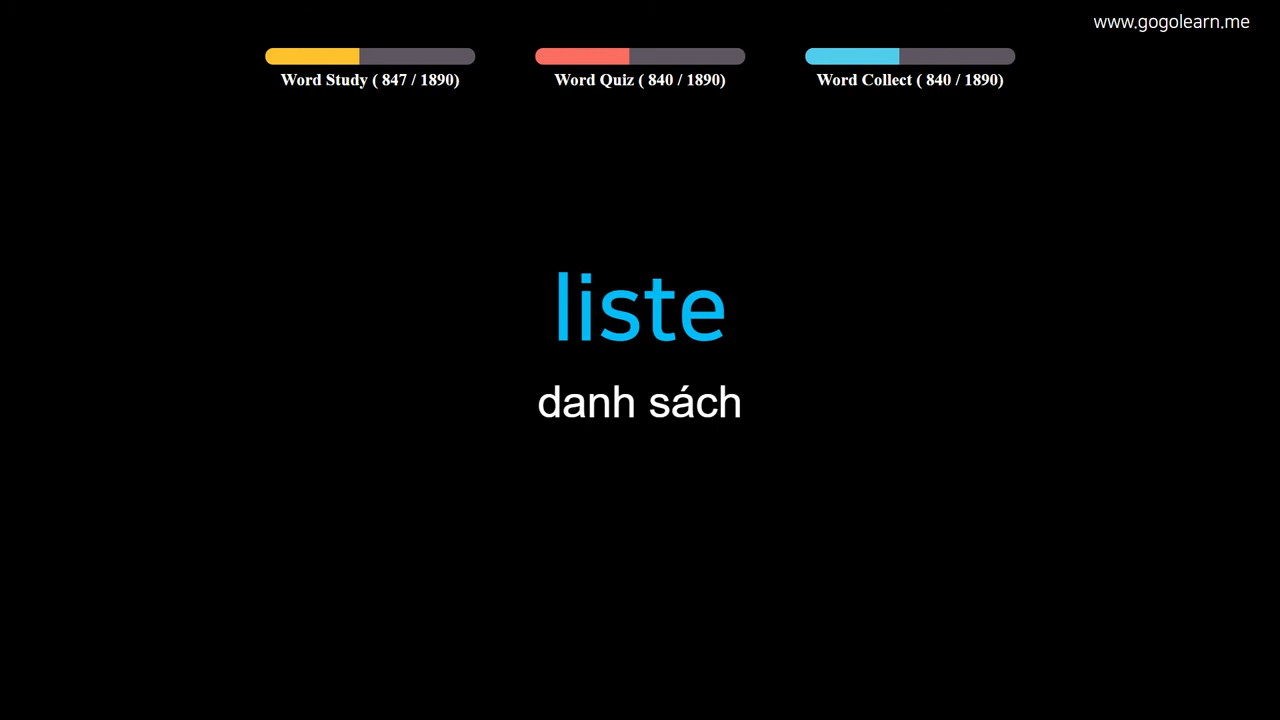 www.gogolearn.me
Word Study ( 847 / 1890)
Word Quiz ( 840 / 1890)
Word Collect ( 840 / 1890)
liste
danh sách